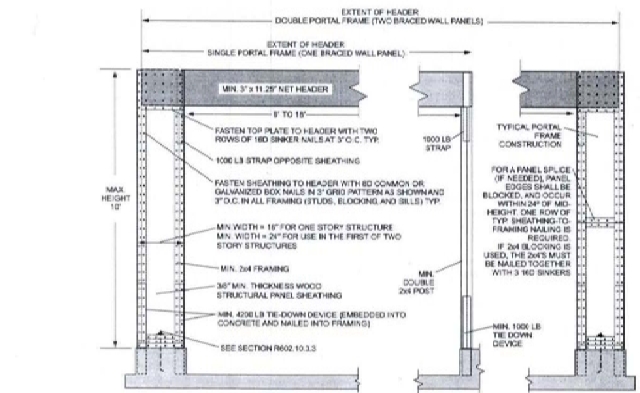 EXTENT OF HEADER
DOUBLE PORTAL FRAME (TWO BRACED WALL PANELS)
EXTENT OF HEADER
SINGLE PORTAL FRAME (ONE BRACED WALL PANEL)
MIN. 3" x 11.25" NET HEADER
6' TO 18'
FASTEN TOP PLATE TO HEADER WITH TWO
ROWS OF 16D SINKER NAILS AT 3" O.C. TYP.
1000 LB STRAP OPPOSITE SHEATHING
FASTEN SHEATHING TO HEADER WITH 8D COMMON OR
GALVANIZED BOX NAILS IN 3" GRID PATTERN AS SHOWN AND
3" O.C. IN ALL FRAMING (STUDS, BLOCKING, AND SILLS) TYP.
MIN. WIDTH = 16" FOR ONE STORY STRUCTURE
MIN. WIDTH = 24" FOR USE IN THE FIRST OF TWO
STORY STRUCTURES
MIN. 2x4 FRAMING
3/8" MIN. THICKNESS WOOD
STRUCTURAL PANEL SHEATHING
MIN. 4200 LB TIE-DOWN DEVICE (EMBEDDED INTO
CONCRETE AND NAILED INTO FRAMING)
SEE SECTION R602.10.3.3
MAX.
HEIGHT
10'
1000 LB
STRAP
MIN.
DOUBLE
2x4 POST
MIN. 1000 LB
TIE DOWN
DEVICE
TYPICAL PORTAL
FRAME
CONSTRUCTION
FOR A PANEL SPLICE
(IF NEEDED), PANEL
EDGES SHALL BE
BLOCKED, AND OCCUR
WITHIN 24" OF MID-
HEIGHT. ONE ROW OF
TYP. SHEATHING-TO-
FRAMING NAILING IS
REQUIRED.
IF 2x4 BLOCKING IS
USED, THE 2x4'S MUST
BE NAILED TOGETHER
WITH 3 16D SINKERS